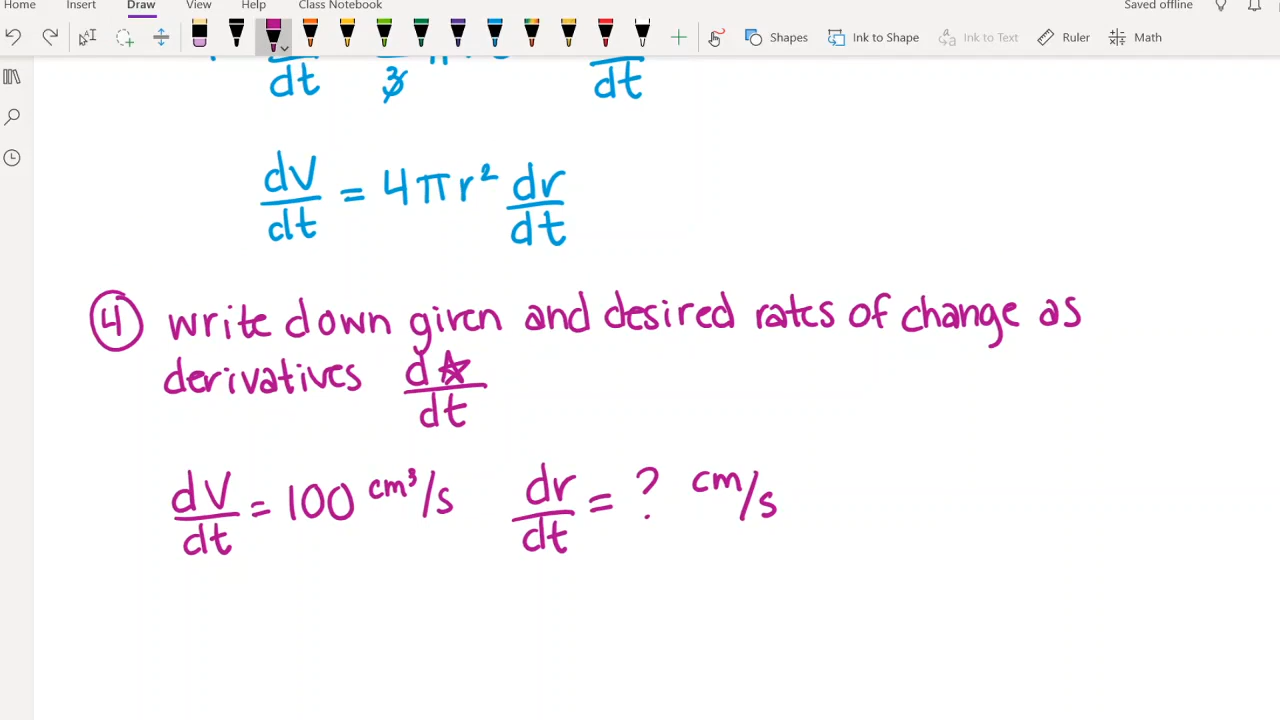 Home Insert Draw View Help Class Notebook Saved offline
Shapes Ink to Shape Ink to Text Ruler Math
dt 3 dt
dV/dt = 4πr² dr/dt
④ write down given and desired rates of change as
derivatives d☆/dt
dV/dt = 100 cm³/s dr/dt = ? cm/s